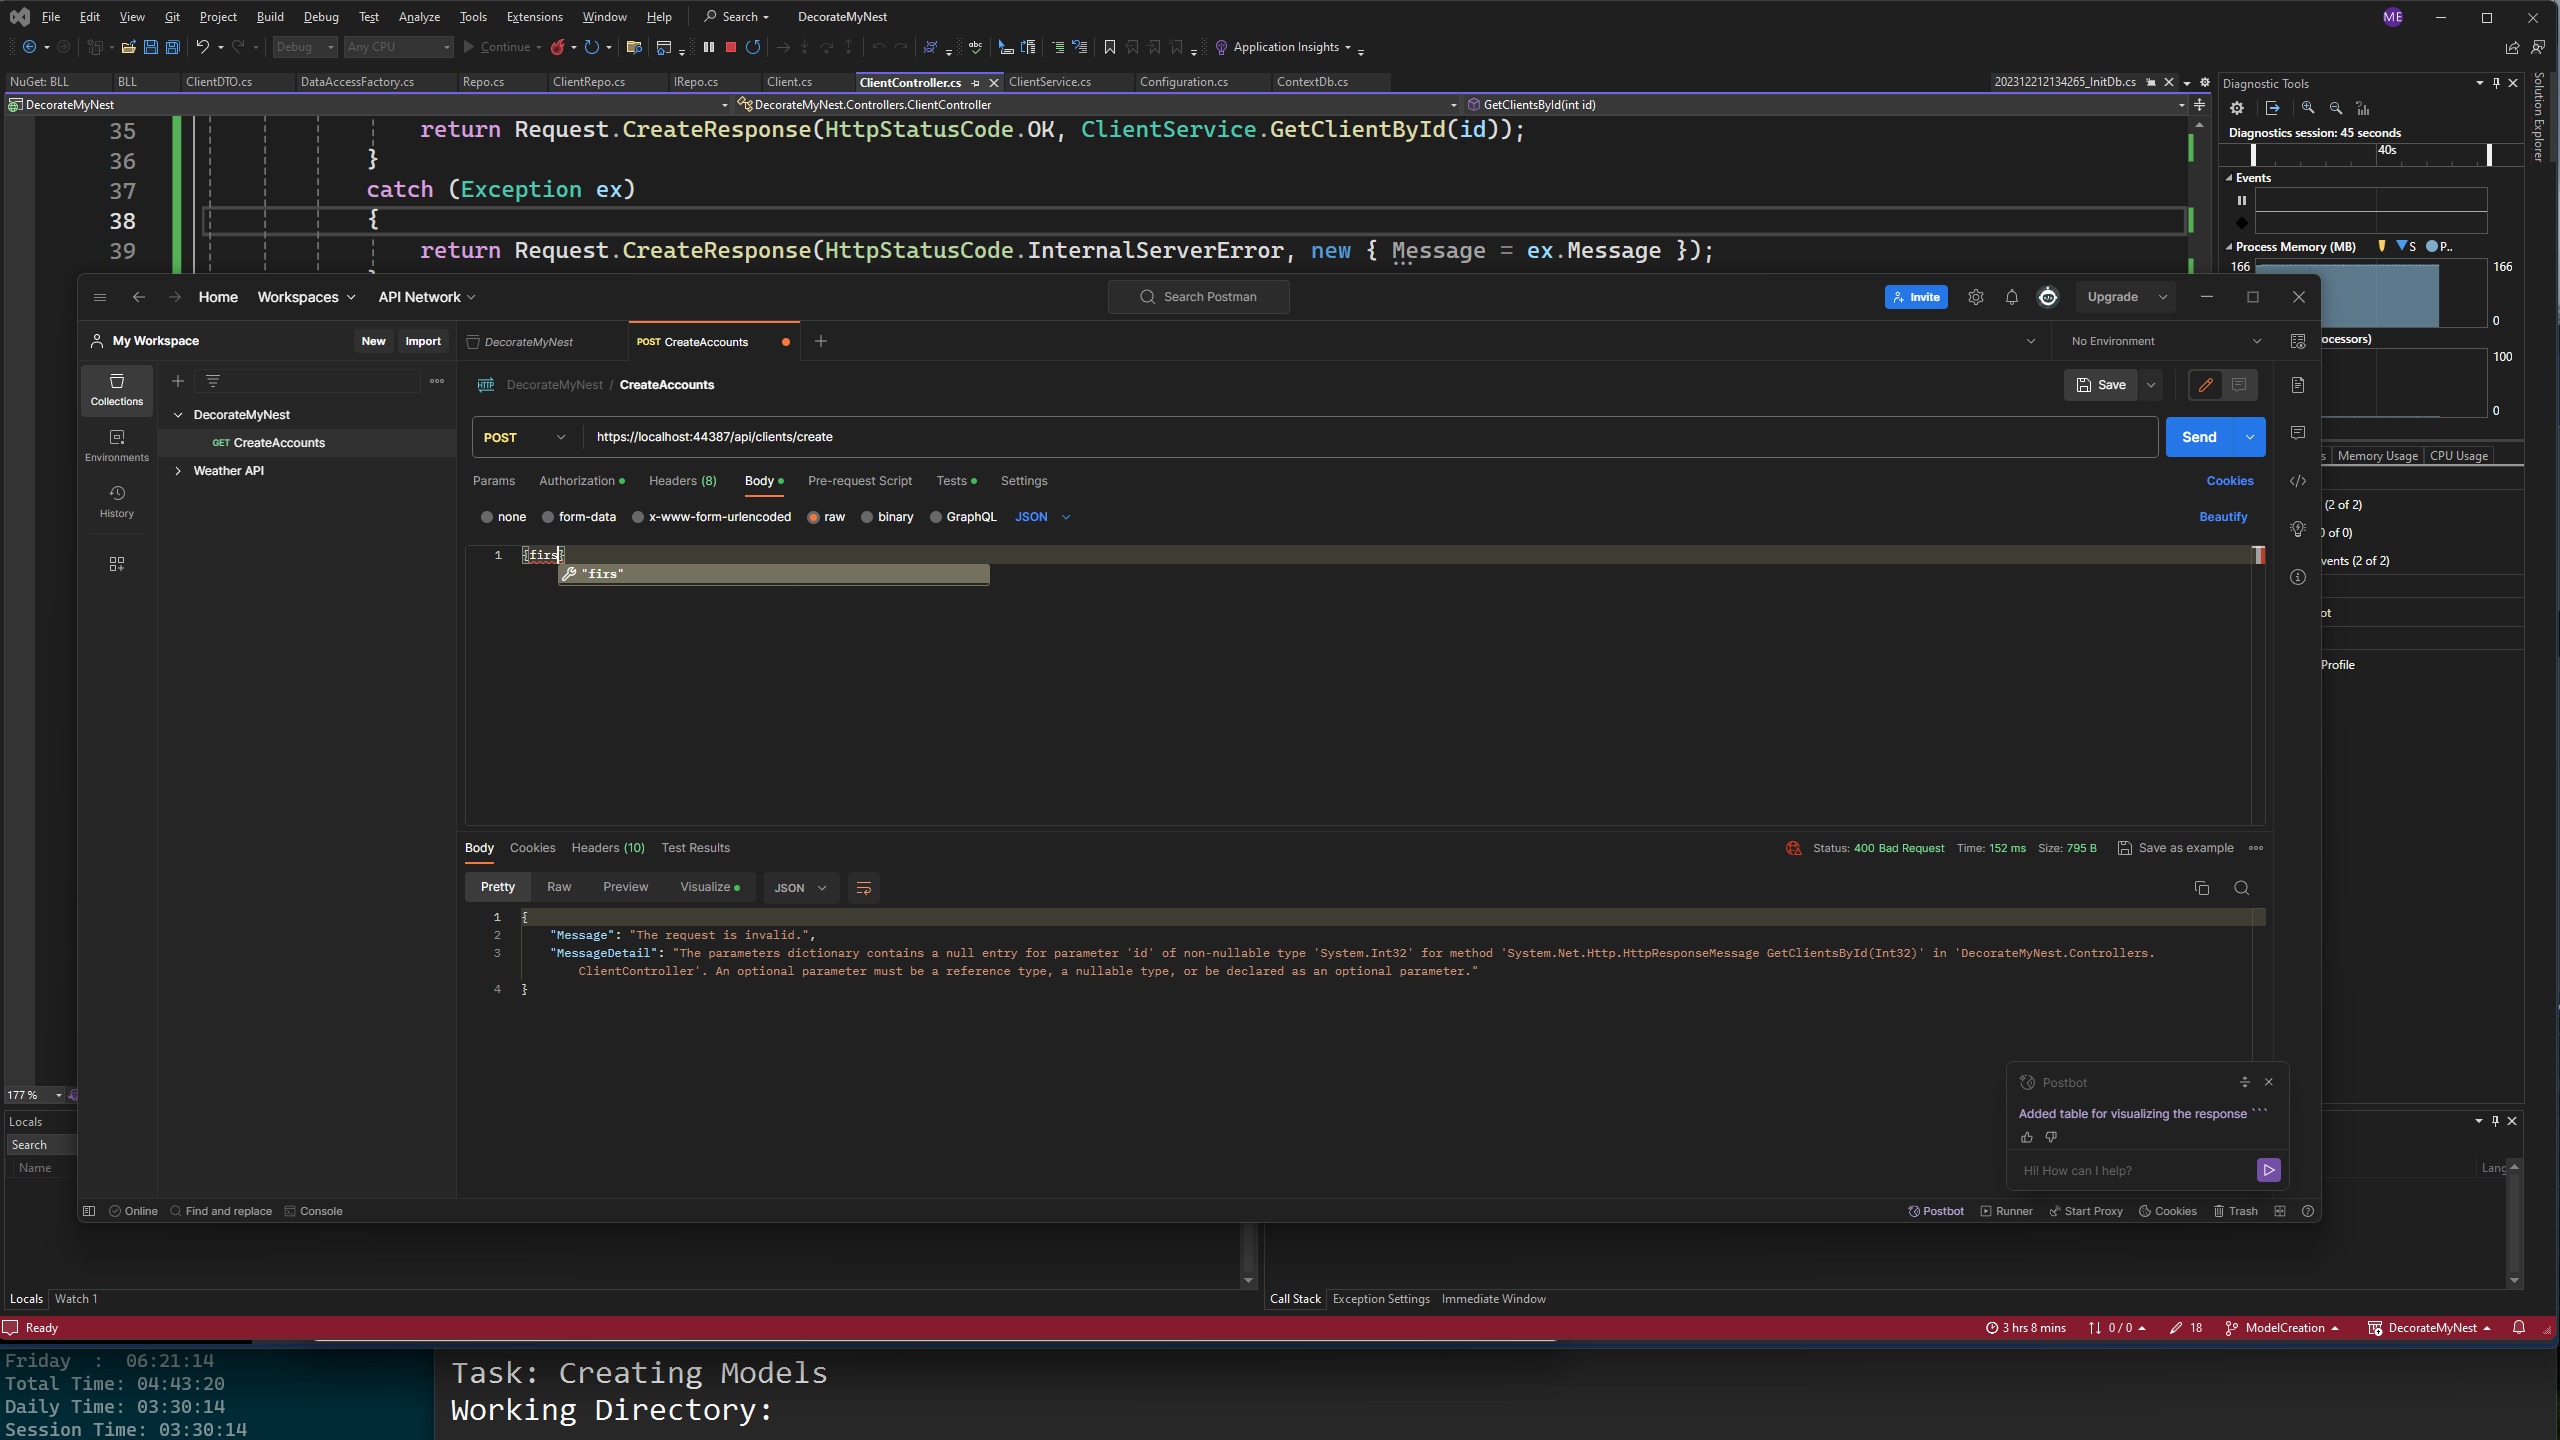 File Edit View Git Project Build Debug Test Analyze Tools Extensions Window Help Search DecorateMyNest ME
Debug Any CPU Continue Application Insights
NuGet: BLL BLL ClientDTO.cs DataAccessFactory.cs Repo.cs ClientRepo.cs IRepo.cs Client.cs ClientController.cs ClientService.cs Configuration.cs ContextDb.cs 202312212134265_InitDb.cs
DecorateMyNest DecorateMyNest.Controllers.ClientController GetClientsById(int id)
35 return Request.CreateResponse(HttpStatusCode.OK, ClientService.GetClientById(id));
36 }
37 catch (Exception ex)
38 {
39 return Request.CreateResponse(HttpStatusCode.InternalServerError, new { Message = ex.Message });
Diagnostic Tools
Solution Explorer
Diagnostics session: 45 seconds
40s
Events
Process Memory (MB) S P..
166 166
0
ocessors)
100
0
Memory Usage CPU Usage
(2 of 2)
of 0)
vents (2 of 2)
ot
Profile
Home Workspaces API Network Search Postman Invite Upgrade
My Workspace New Import DecorateMyNest POST CreateAccounts No Environment
Collections
Environments
History
DecorateMyNest
GET CreateAccounts
Weather API
HTTP DecorateMyNest / CreateAccounts Save
POST https://localhost:44387/api/clients/create Send
Params Authorization Headers (8) Body Pre-request Script Tests Settings Cookies
none form-data x-www-form-urlencoded raw binary GraphQL JSON Beautify
1 {firs}
"firs"
Body Cookies Headers (10) Test Results Status: 400 Bad Request Time: 152 ms Size: 795 B Save as example
Pretty Raw Preview Visualize JSON
1 {
2 "Message": "The request is invalid.",
3 "MessageDetail": "The parameters dictionary contains a null entry for parameter 'id' of non-nullable type 'System.Int32' for method 'System.Net.Http.HttpResponseMessage GetClientsById(Int32)' in 'DecorateMyNest.Controllers.
ClientController'. An optional parameter must be a reference type, a nullable type, or be declared as an optional parameter."
4 }
Postbot
Added table for visualizing the response ```
Hi! How can I help?
Online Find and replace Console Postbot Runner Start Proxy Cookies Trash
177 %
Locals
Search
Name
Lang
Locals Watch 1
Call Stack Exception Settings Immediate Window
Ready 3 hrs 8 mins 0 / 0 18 ModelCreation DecorateMyNest
Friday : 06:21:14
Total Time: 04:43:20
Daily Time: 03:30:14
Session Time: 03:30:14
Task: Creating Models
Working Directory: